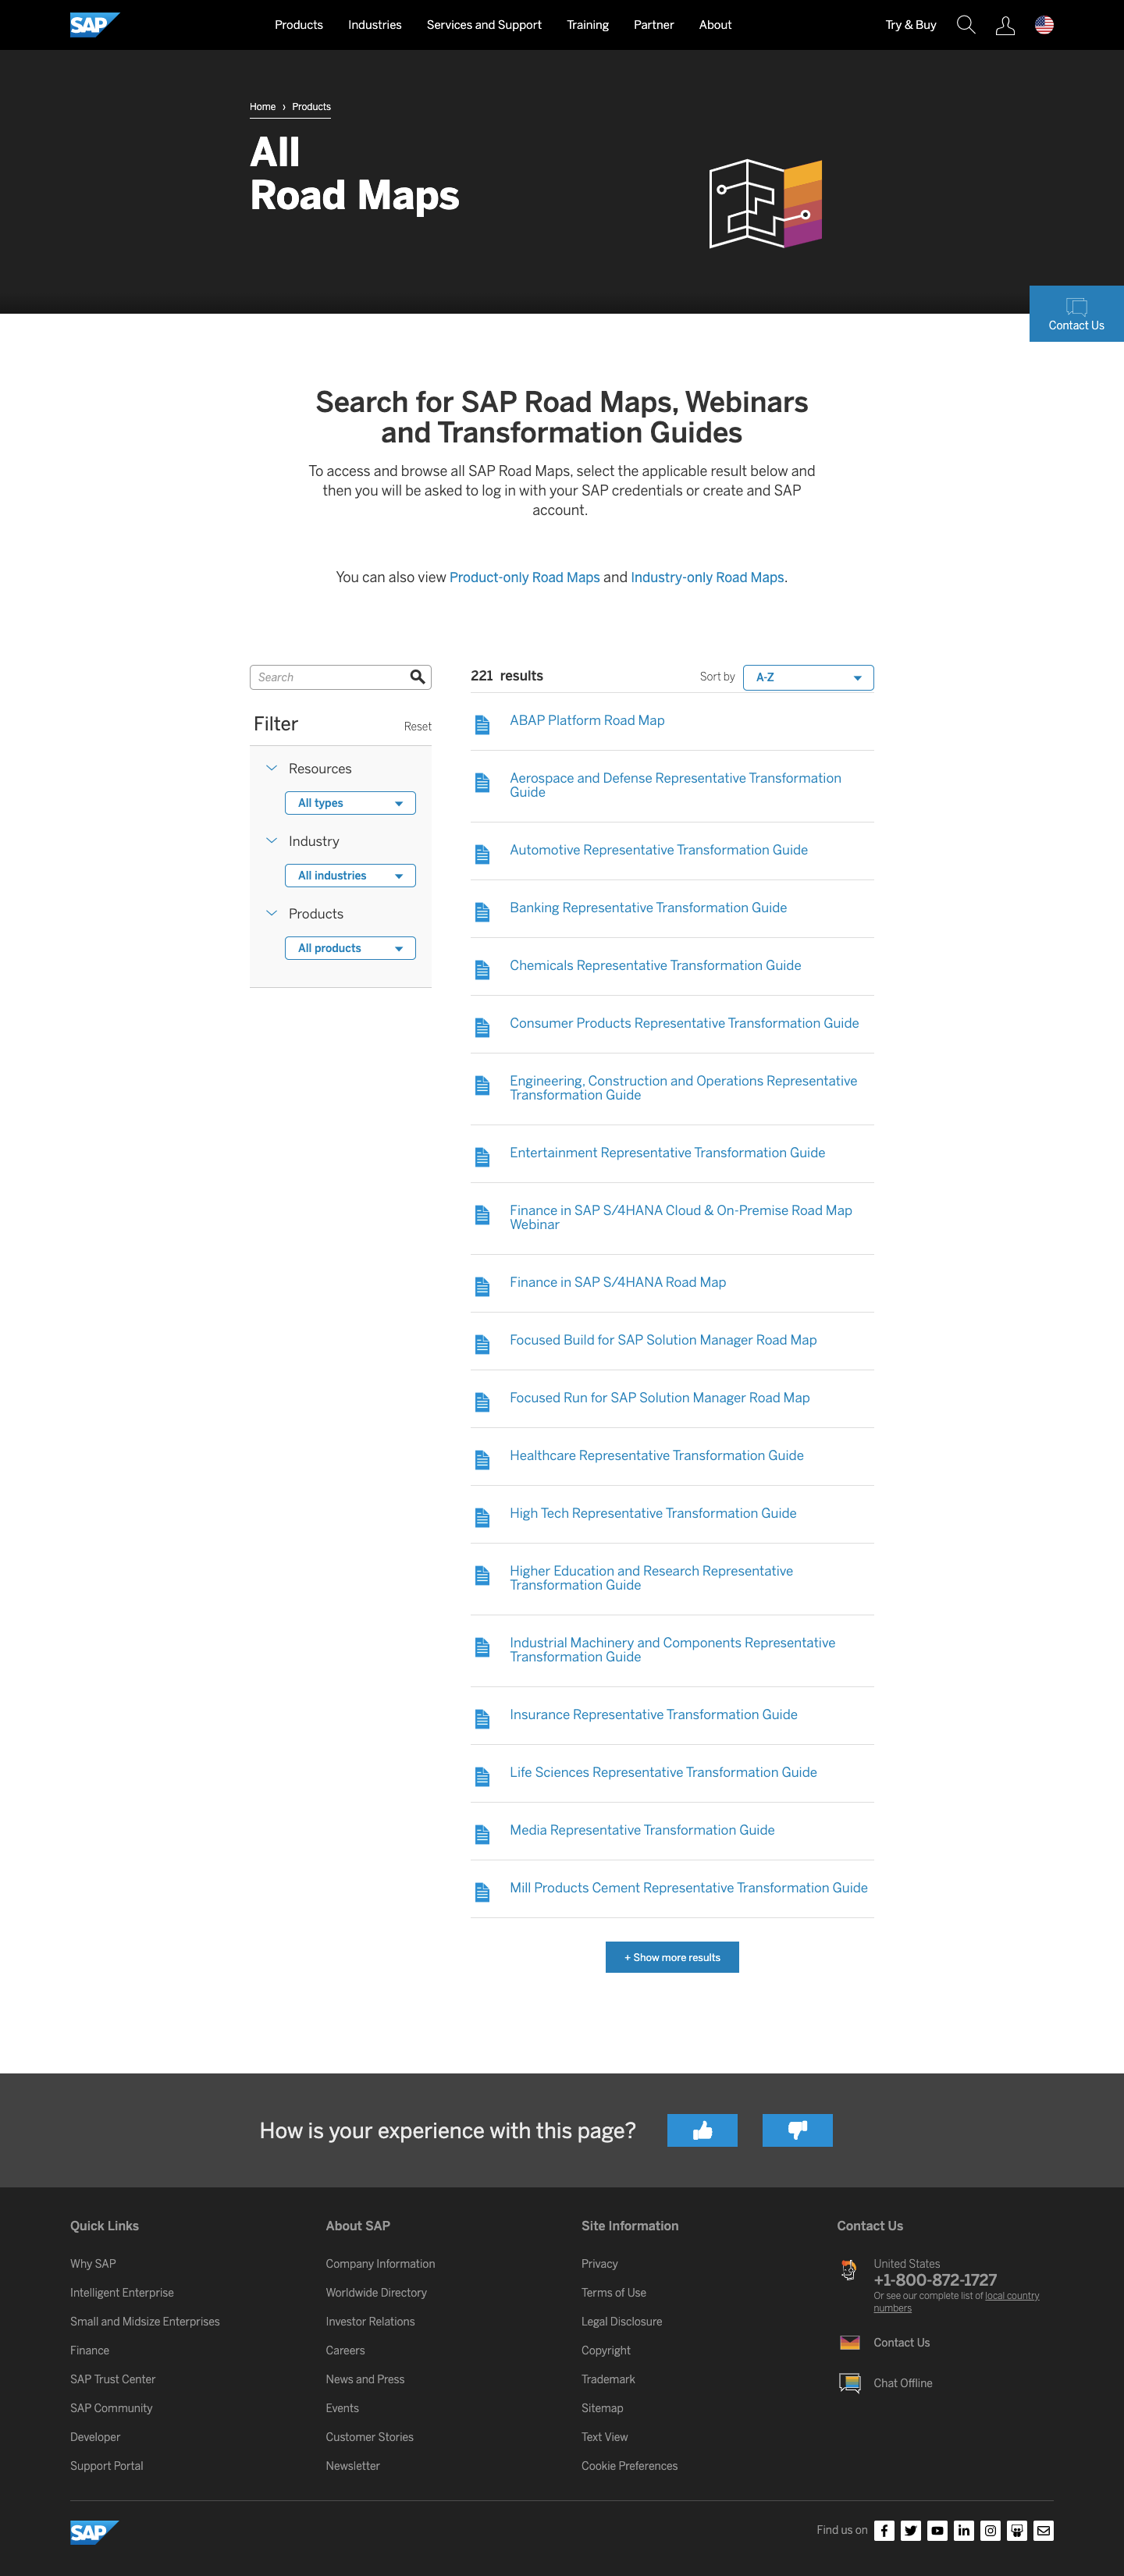 SAP
Products
Industries
Services and Support
Training
Partner
About
Try & Buy
Home › Products
All
Road Maps
Contact Us
Search for SAP Road Maps, Webinars
and Transformation Guides
To access and browse all SAP Road Maps, select the applicable result below and
then you will be asked to log in with your SAP credentials or create and SAP
account.
You can also view Product-only Road Maps and Industry-only Road Maps.
Search
Filter
Reset
Resources
All types
Industry
All industries
Products
All products
221 results
Sort by
A-Z
ABAP Platform Road Map
Aerospace and Defense Representative Transformation
Guide
Automotive Representative Transformation Guide
Banking Representative Transformation Guide
Chemicals Representative Transformation Guide
Consumer Products Representative Transformation Guide
Engineering, Construction and Operations Representative
Transformation Guide
Entertainment Representative Transformation Guide
Finance in SAP S/4HANA Cloud & On-Premise Road Map
Webinar
Finance in SAP S/4HANA Road Map
Focused Build for SAP Solution Manager Road Map
Focused Run for SAP Solution Manager Road Map
Healthcare Representative Transformation Guide
High Tech Representative Transformation Guide
Higher Education and Research Representative
Transformation Guide
Industrial Machinery and Components Representative
Transformation Guide
Insurance Representative Transformation Guide
Life Sciences Representative Transformation Guide
Media Representative Transformation Guide
Mill Products Cement Representative Transformation Guide
+ Show more results
How is your experience with this page?
Quick Links
Why SAP
Intelligent Enterprise
Small and Midsize Enterprises
Finance
SAP Trust Center
SAP Community
Developer
Support Portal
About SAP
Company Information
Worldwide Directory
Investor Relations
Careers
News and Press
Events
Customer Stories
Newsletter
Site Information
Privacy
Terms of Use
Legal Disclosure
Copyright
Trademark
Sitemap
Text View
Cookie Preferences
Contact Us
United States
+1-800-872-1727
Or see our complete list of local country
numbers
Contact Us
Chat Offline
SAP
Find us on